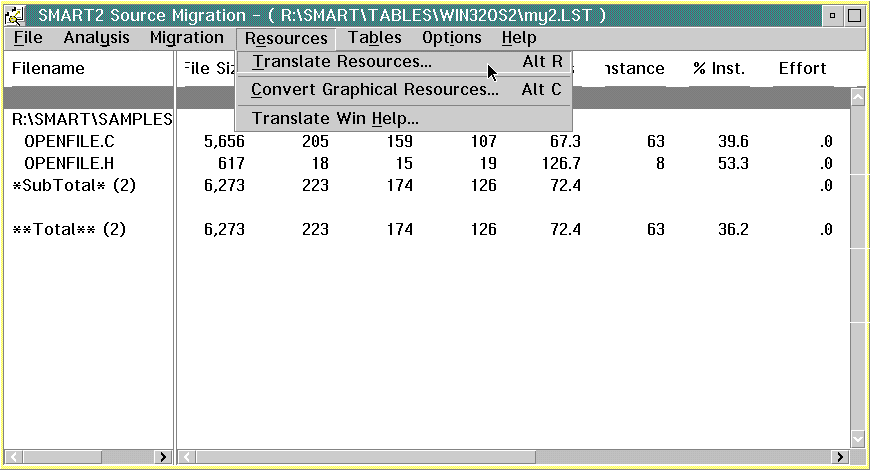 SMART2 Source Migration - ( R:\SMART\TABLES\WIN32OS2\my2.LST )
File Analysis Migration Resources Tables Options Help
Filename File Siz nstance % Inst. Effort
Translate Resources... Alt R
Convert Graphical Resources... Alt C
Translate Win Help...
R:\SMART\SAMPLES
OPENFILE.C 5,656 205 159 107 67.3 63 39.6 .0
OPENFILE.H 617 18 15 19 126.7 8 53.3 .0
*SubTotal* (2) 6,273 223 174 126 72.4 .0
**Total** (2) 6,273 223 174 126 72.4 63 36.2 .0